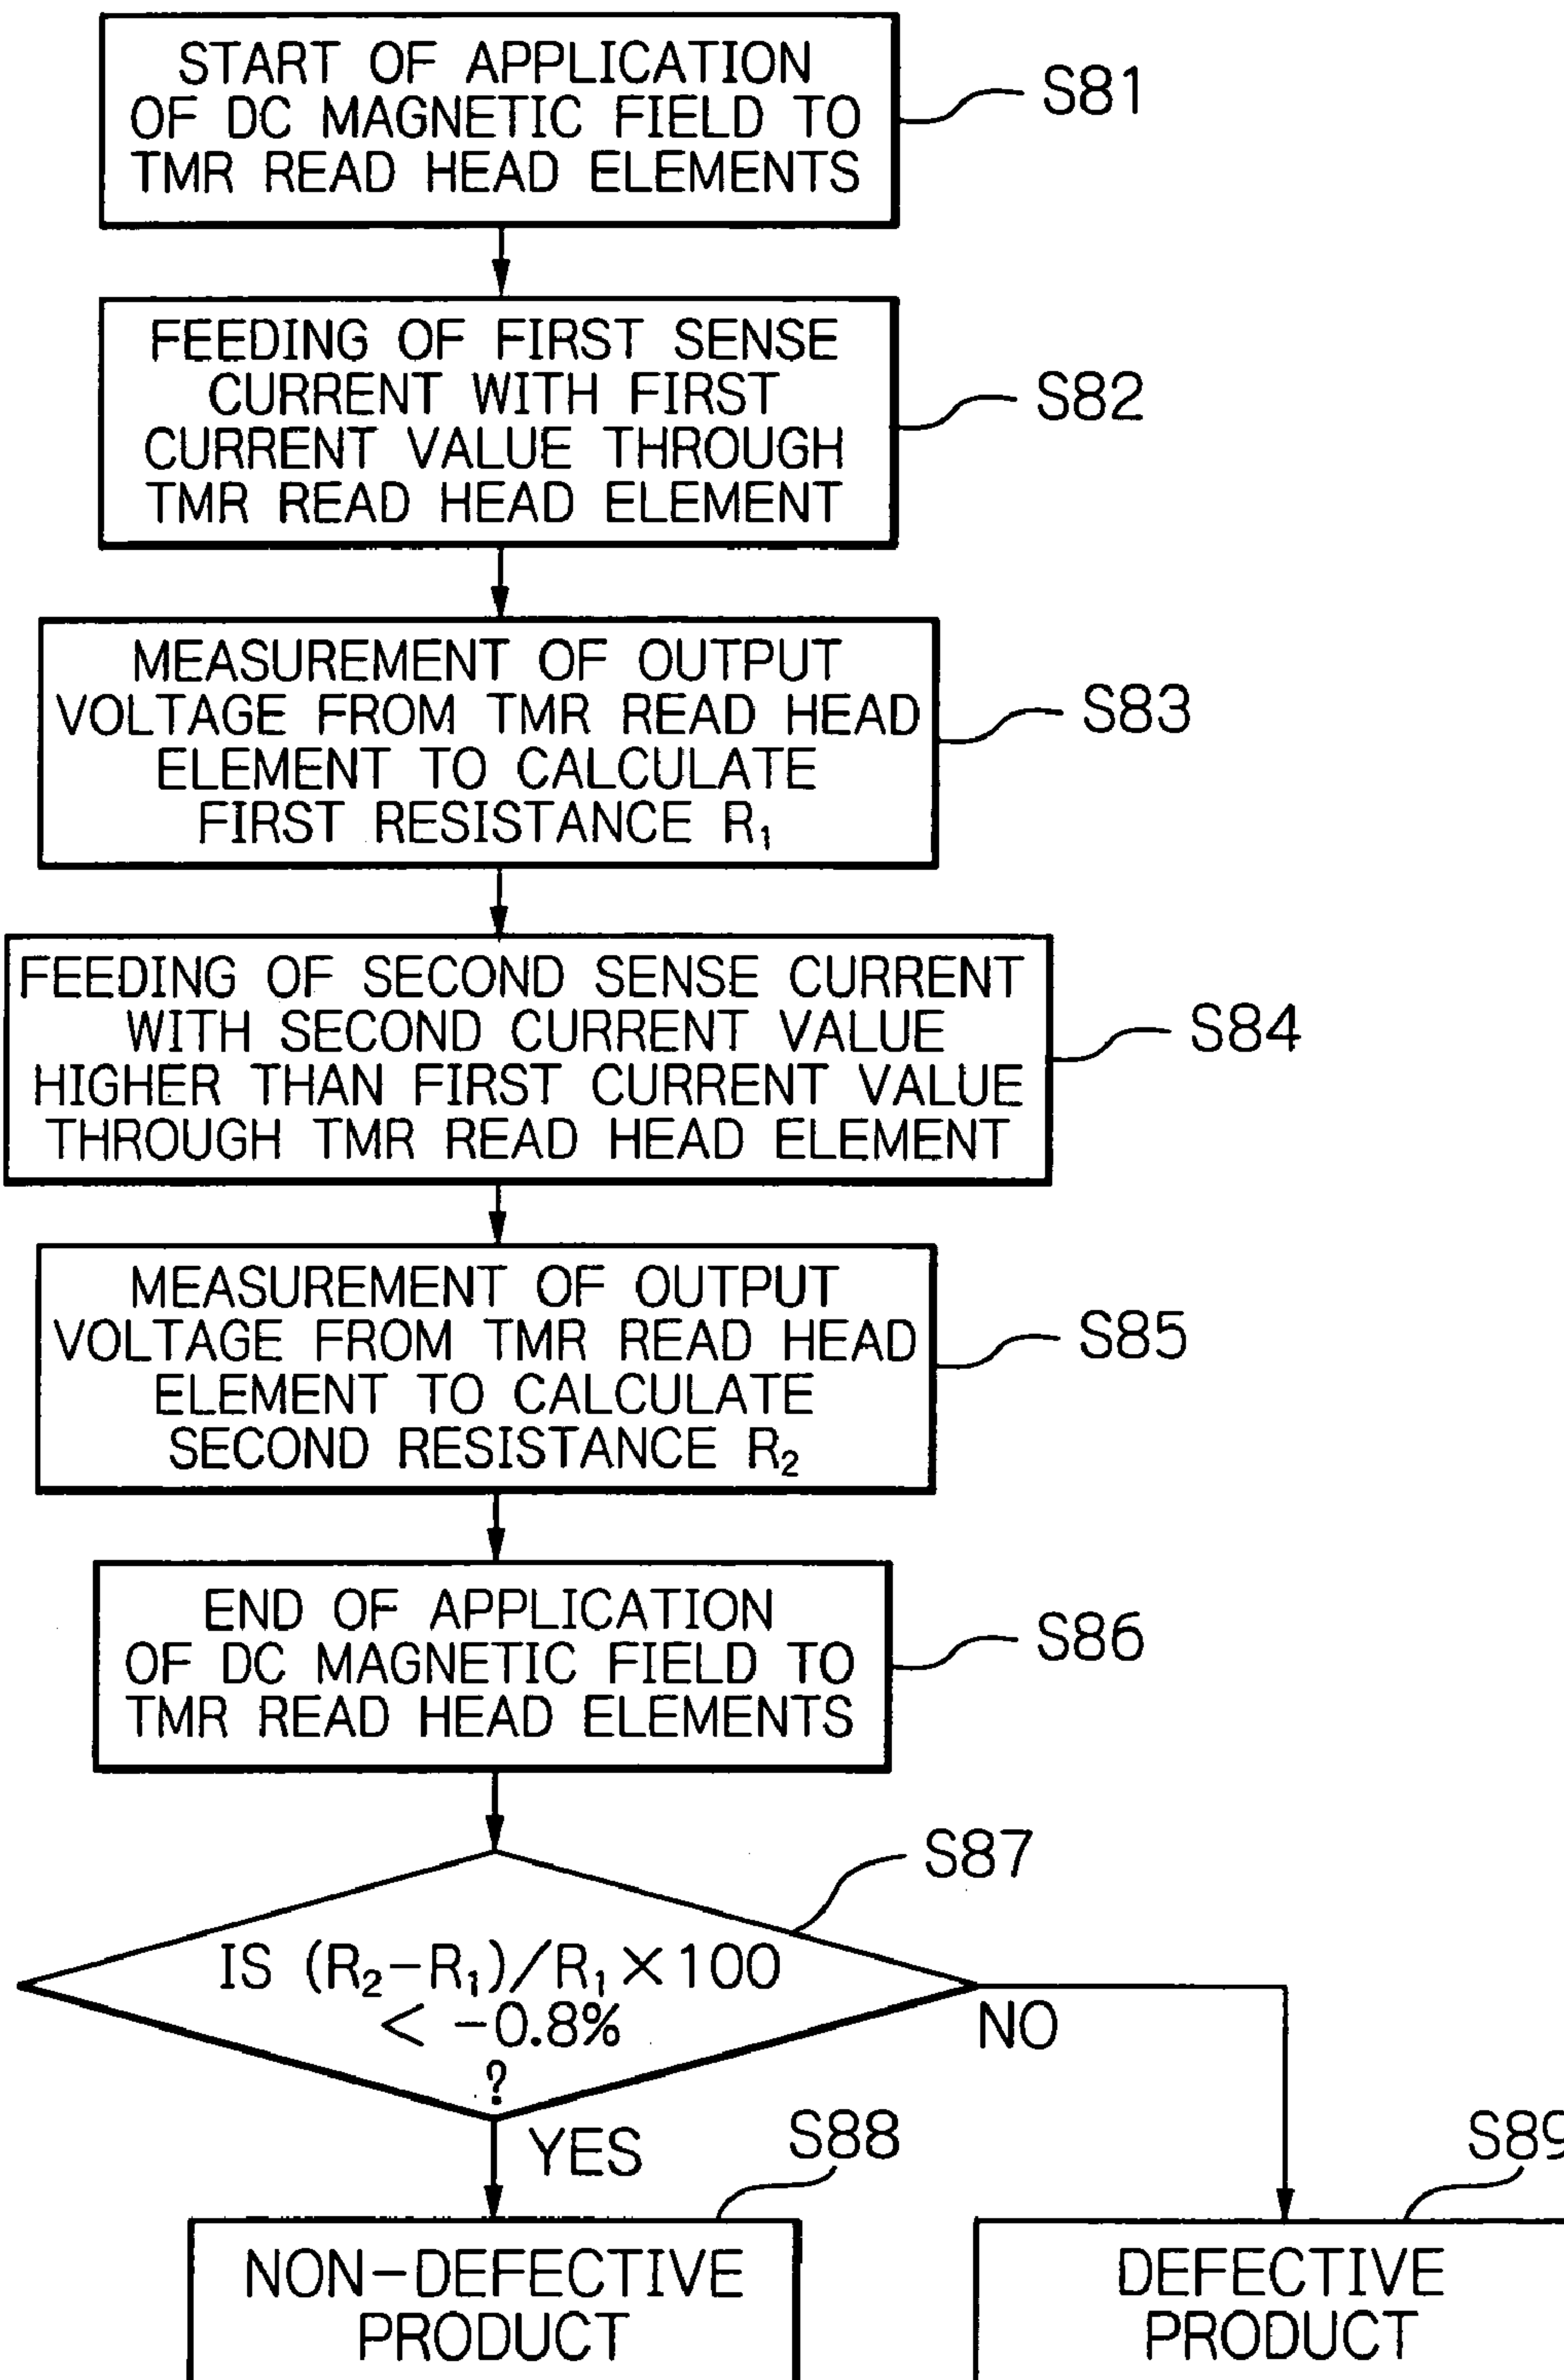 START OF APPLICATION
OF DC MAGNETIC FIELD TO
TMR READ HEAD ELEMENTS
S81
FEEDING OF FIRST SENSE
CURRENT WITH FIRST
CURRENT VALUE THROUGH
TMR READ HEAD ELEMENT
S82
MEASUREMENT OF OUTPUT
VOLTAGE FROM TMR READ HEAD
ELEMENT TO CALCULATE
FIRST RESISTANCE R₁
S83
FEEDING OF SECOND SENSE CURRENT
WITH SECOND CURRENT VALUE
HIGHER THAN FIRST CURRENT VALUE
THROUGH TMR READ HEAD ELEMENT
S84
MEASUREMENT OF OUTPUT
VOLTAGE FROM TMR READ HEAD
ELEMENT TO CALCULATE
SECOND RESISTANCE R₂
S85
END OF APPLICATION
OF DC MAGNETIC FIELD TO
TMR READ HEAD ELEMENTS
S86
S87
IS (R₂−R₁)/R₁×100
< −0.8%
?
NO
YES
S88
S89
NON-DEFECTIVE
PRODUCT
DEFECTIVE
PRODUCT